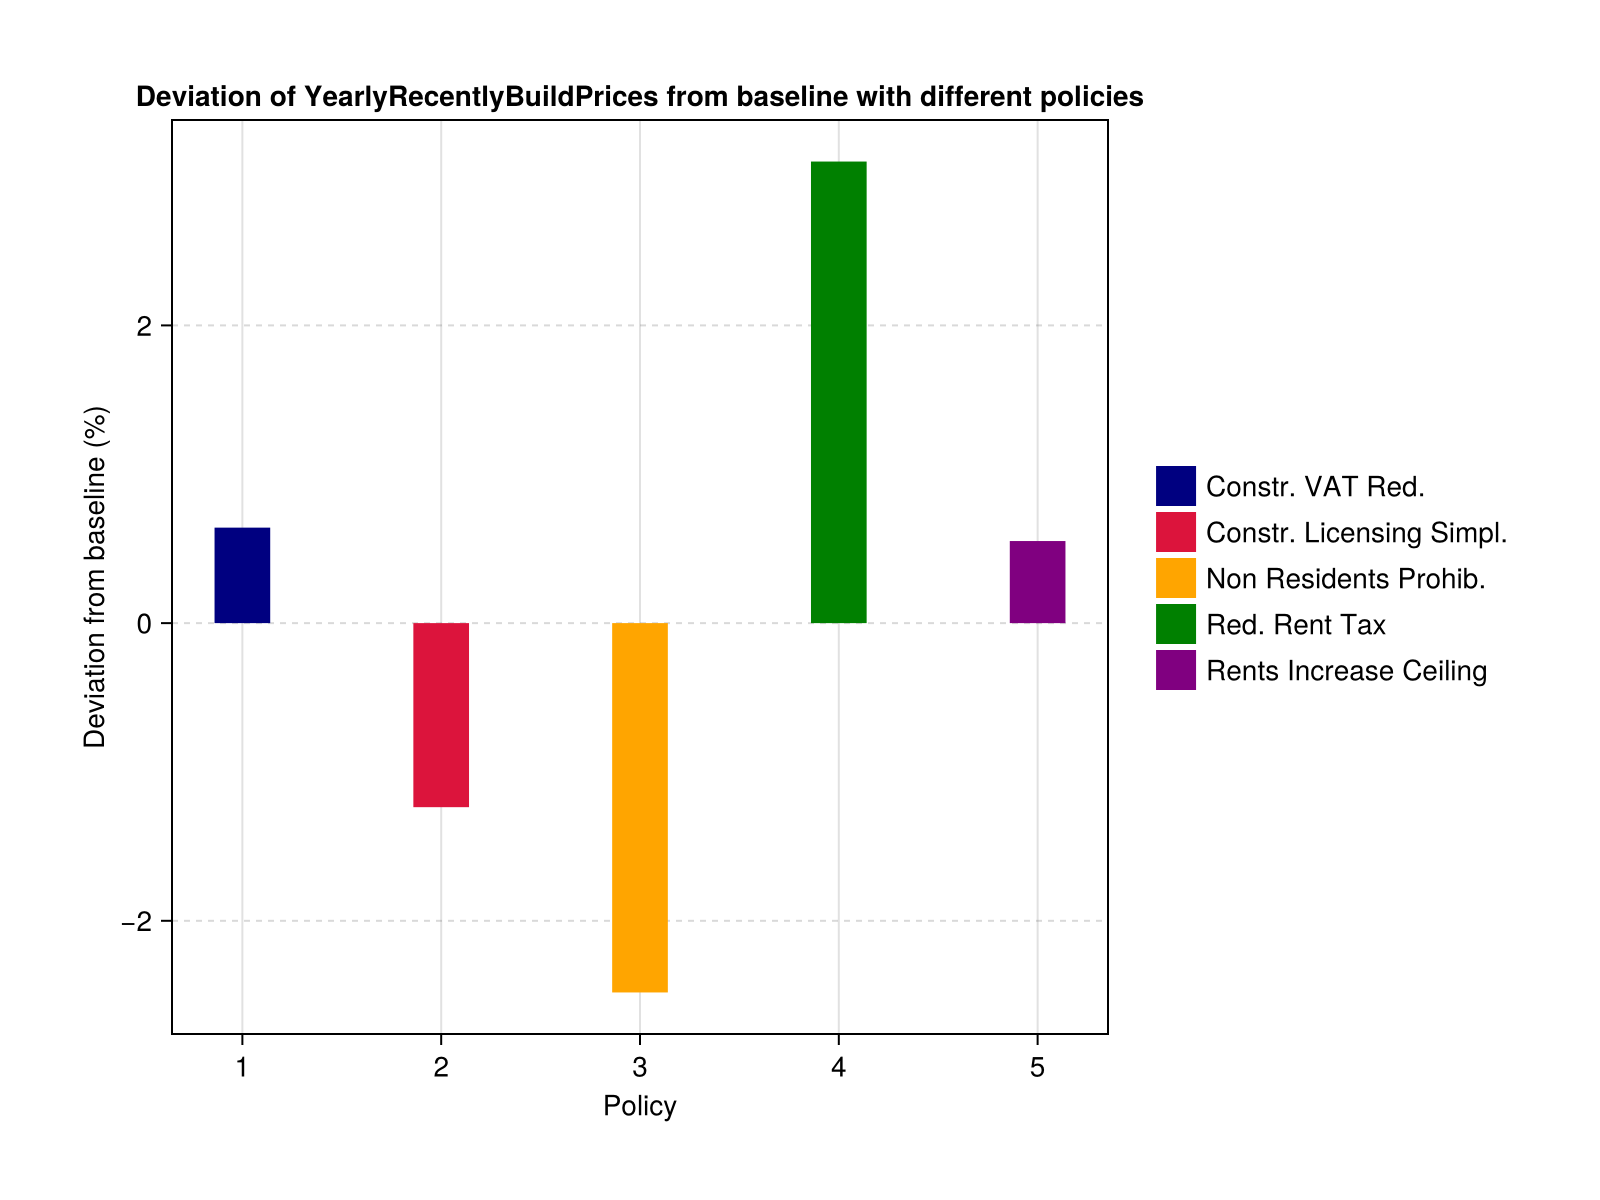 Deviation of YearlyRecentlyBuildPrices from baseline with different policies
Deviation from baseline (%)
2
0
−2
1 2 3 4 5
Policy
Constr. VAT Red.
Constr. Licensing Simpl.
Non Residents Prohib.
Red. Rent Tax
Rents Increase Ceiling